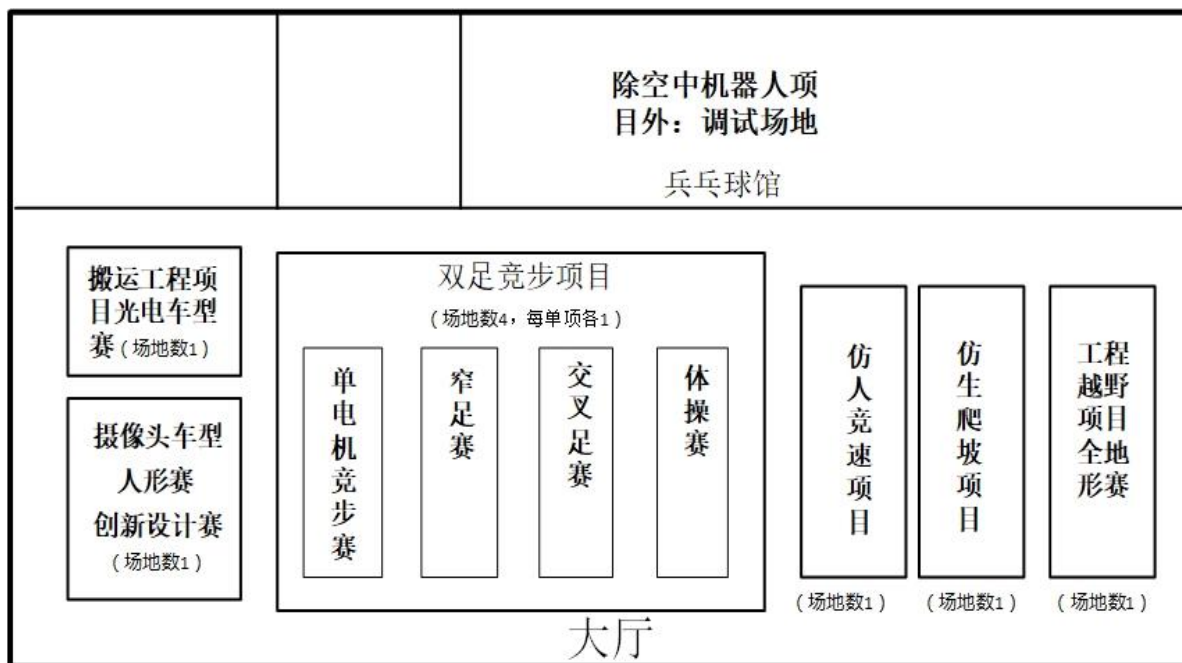 除空中机器人项
目外：调试场地
兵乓球馆
搬运工程项
目光电车型
赛（场地数1）
摄像头车型
人形赛
创新设计赛
（场地数1）
双足竞步项目
（场地数4，每单项各1）
单电机竞步赛
窄足赛
交叉足赛
体操赛
仿人竞速项目
（场地数1）
仿生爬坡项目
（场地数1）
工程
越野
项目
全地
形赛
（场地数1）
大厅